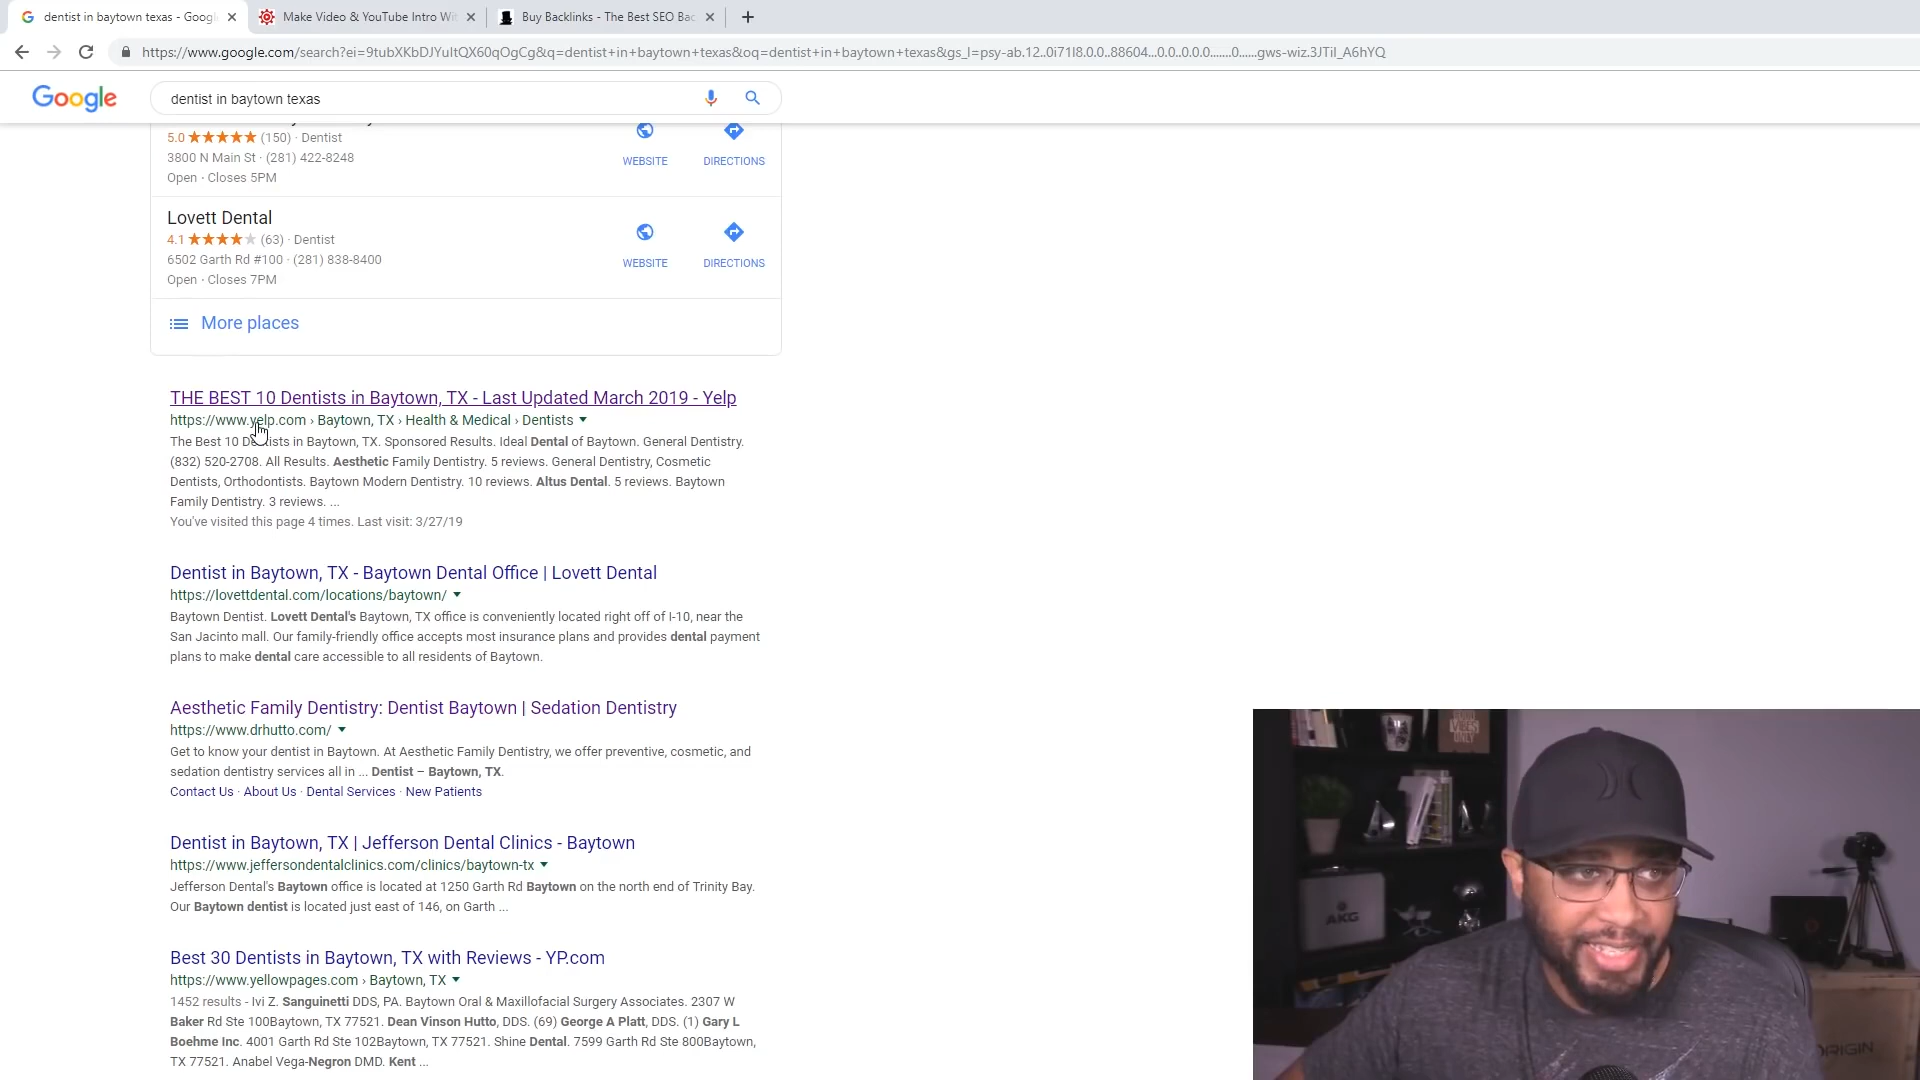 dentist in baytown texas - Googl
Make Video & YouTube Intro Wit
Buy Backlinks - The Best SEO Bac
https://www.google.com/search?ei=9tubXKbDJYuItQX60qOgCg&q=dentist+in+baytown+texas&oq=dentist+in+baytown+texas&gs_l=psy-ab.12..0i71l8.0.0..88604...0.0..0.0.0.......0......gws-wiz.3JTiI_A6hYQ
Google
dentist in baytown texas
5.0 (150) · Dentist
3800 N Main St · (281) 422-8248
Open · Closes 5PM
WEBSITE
DIRECTIONS
Lovett Dental
4.1 (63) · Dentist
6502 Garth Rd #100 · (281) 838-8400
Open · Closes 7PM
WEBSITE
DIRECTIONS
More places
THE BEST 10 Dentists in Baytown, TX - Last Updated March 2019 - Yelp
https://www.yelp.com › Baytown, TX › Health & Medical › Dentists
The Best 10 Dentists in Baytown, TX. Sponsored Results. Ideal Dental of Baytown. General Dentistry.
(832) 520-2708. All Results. Aesthetic Family Dentistry. 5 reviews. General Dentistry, Cosmetic
Dentists, Orthodontists. Baytown Modern Dentistry. 10 reviews. Altus Dental. 5 reviews. Baytown
Family Dentistry. 3 reviews. ...
You've visited this page 4 times. Last visit: 3/27/19
Dentist in Baytown, TX - Baytown Dental Office | Lovett Dental
https://lovettdental.com/locations/baytown/
Baytown Dentist. Lovett Dental's Baytown, TX office is conveniently located right off of I-10, near the
San Jacinto mall. Our family-friendly office accepts most insurance plans and provides dental payment
plans to make dental care accessible to all residents of Baytown.
Aesthetic Family Dentistry: Dentist Baytown | Sedation Dentistry
https://www.drhutto.com/
Get to know your dentist in Baytown. At Aesthetic Family Dentistry, we offer preventive, cosmetic, and
sedation dentistry services all in ... Dentist – Baytown, TX.
Contact Us · About Us · Dental Services · New Patients
Dentist in Baytown, TX | Jefferson Dental Clinics - Baytown
https://www.jeffersondentalclinics.com/clinics/baytown-tx
Jefferson Dental's Baytown office is located at 1250 Garth Rd Baytown on the north end of Trinity Bay.
Our Baytown dentist is located just east of 146, on Garth ...
Best 30 Dentists in Baytown, TX with Reviews - YP.com
https://www.yellowpages.com › Baytown, TX
1452 results - Ivi Z. Sanguinetti DDS, PA. Baytown Oral & Maxillofacial Surgery Associates. 2307 W
Baker Rd Ste 100Baytown, TX 77521. Dean Vinson Hutto, DDS. (69) George A Platt, DDS. (1) Gary L
Boehme Inc. 4001 Garth Rd Ste 102Baytown, TX 77521. Shine Dental. 7599 Garth Rd Ste 800Baytown,
TX 77521. Anabel Vega-Negron DMD. Kent ...
GOOD
VIBES
ONLY
AKG
ORIGIN